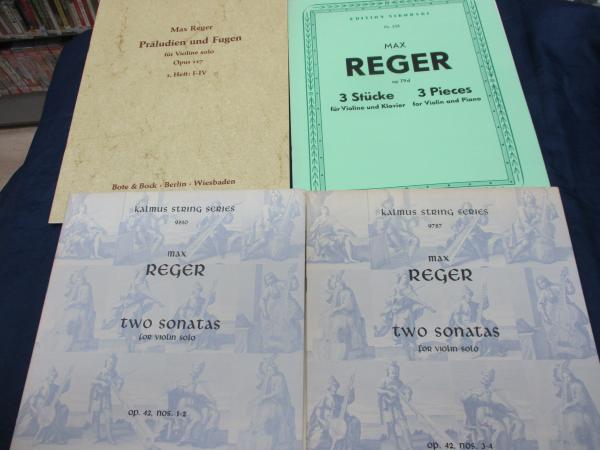 Max Reger
Präludien und Fugen
für Violine solo
Opus 117
1. Heft: I-IV
Bote & Bock · Berlin · Wiesbaden
EDITION SIKORSKI
MAX
REGER
op. 79d
3 Stücke
für Violine und Klavier
3 Pieces
for Violin and Piano
Kalmus String Series
9810
Max
REGER
Two Sonatas
for violin solo
Op. 42, nos. 1-2
Kalmus String Series
9787
Max
REGER
Two Sonatas
for violin solo
Op. 42, nos. 3-4